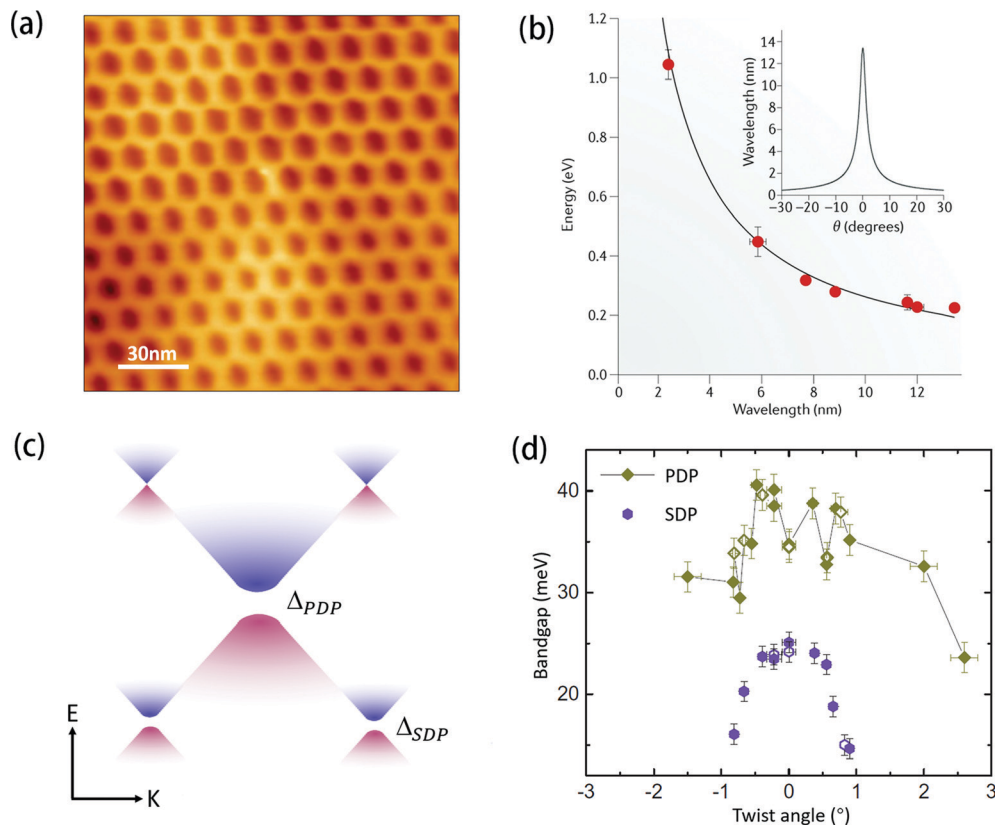 (a)
30nm
(b)
1.2
1.0
0.8
0.6
0.4
0.2
0.0
Energy (eV)
0 2 4 6 8 10 12
Wavelength (nm)
14
12
10
8
6
4
2
0
Wavelength (nm)
−30 −20 −10 0 10 20 30
θ (degrees)
(c)
Δ_PDP
Δ_SDP
E
K
(d)
PDP
SDP
40
30
20
Bandgap (meV)
-3 -2 -1 0 1 2 3
Twist angle (°)